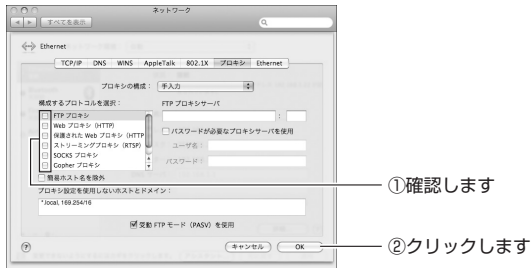 ネットワーク
すべてを表示
Ethernet
TCP/IP DNS WINS AppleTalk 802.1X プロキシ Ethernet
プロキシの構成： 手入力
構成するプロトコルを選択：
FTP プロキシ
Web プロキシ（HTTP）
保護された Web プロキシ（HTTP
ストリーミングプロキシ（RTSP）
SOCKS プロキシ
Gopher プロキシ
FTP プロキシサーバ
:
パスワードが必要なプロキシサーバを使用
ユーザ名：
パスワード：
簡易ホスト名を除外
プロキシ設定を使用しないホストとドメイン：
*.local, 169.254/16
受動 FTP モード（PASV）を使用
?
キャンセル OK
①確認します
②クリックします